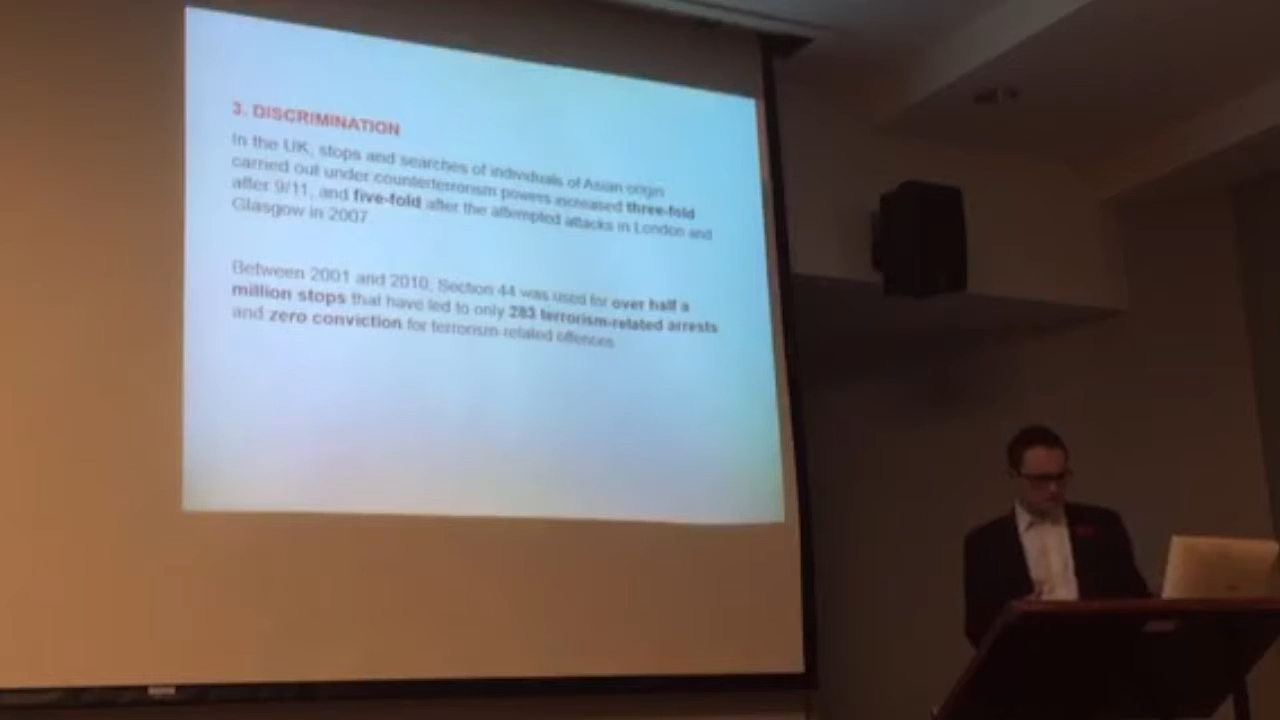 3. DISCRIMINATION
In the UK, stops and searches of individuals of Asian origin
carried out under counterterrorism powers increased three-fold
after 9/11, and five-fold after the attempted attacks in London and
Glasgow in 2007
Between 2001 and 2010, Section 44 was used for over half a
million stops that have led to only 283 terrorism-related arrests
and zero conviction for terrorism-related offences